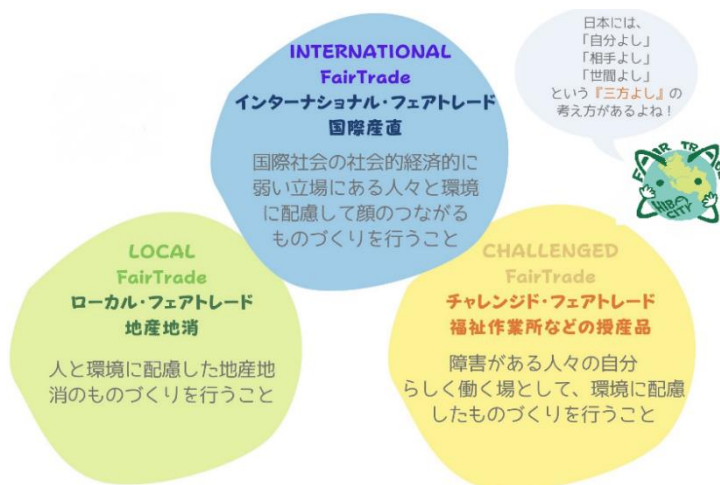 INTERNATIONAL
FairTrade
インターナショナル・フェアトレード
国際産直
国際社会の社会的経済的に
弱い立場にある人々と環境
に配慮して顔のつながる
ものづくりを行うこと
日本には、
「自分よし」
「相手よし」
「世間よし」
という『三方よし』の
考え方があるよね！
FAIR TRADE
CITY
LOCAL
FairTrade
ローカル・フェアトレード
地産地消
人と環境に配慮した地産地
消のものづくりを行うこと
CHALLENGED
FairTrade
チャレンジド・フェアトレード
福祉作業所などの授産品
障害がある人々の自分
らしく働く場として、環境に配慮
したものづくりを行うこと